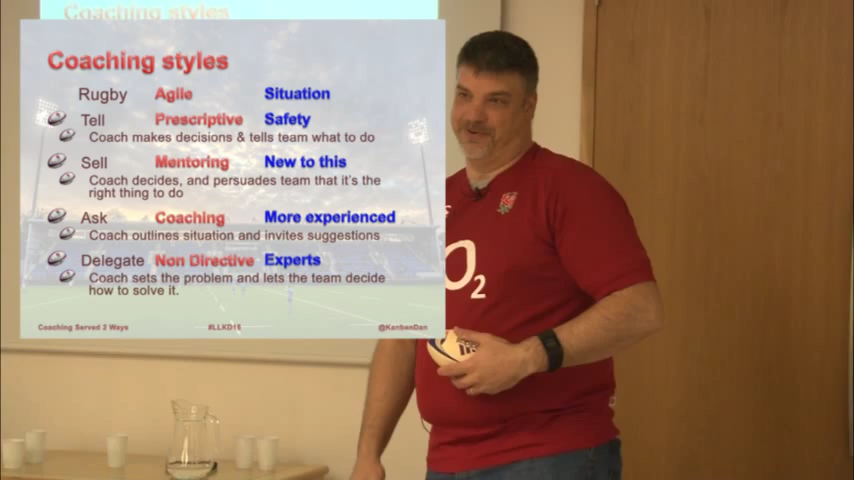 Coaching styles
Coaching styles
Rugby Agile Situation
Tell Prescriptive Safety
Coach makes decisions & tells team what to do
Sell Mentoring New to this
Coach decides, and persuades team that it's the
right thing to do
Ask Coaching More experienced
Coach outlines situation and invites suggestions
Delegate Non Directive Experts
Coach sets the problem and lets the team decide
how to solve it.
Coaching Served 2 Ways #LLKD16 @KanbanDan
O2